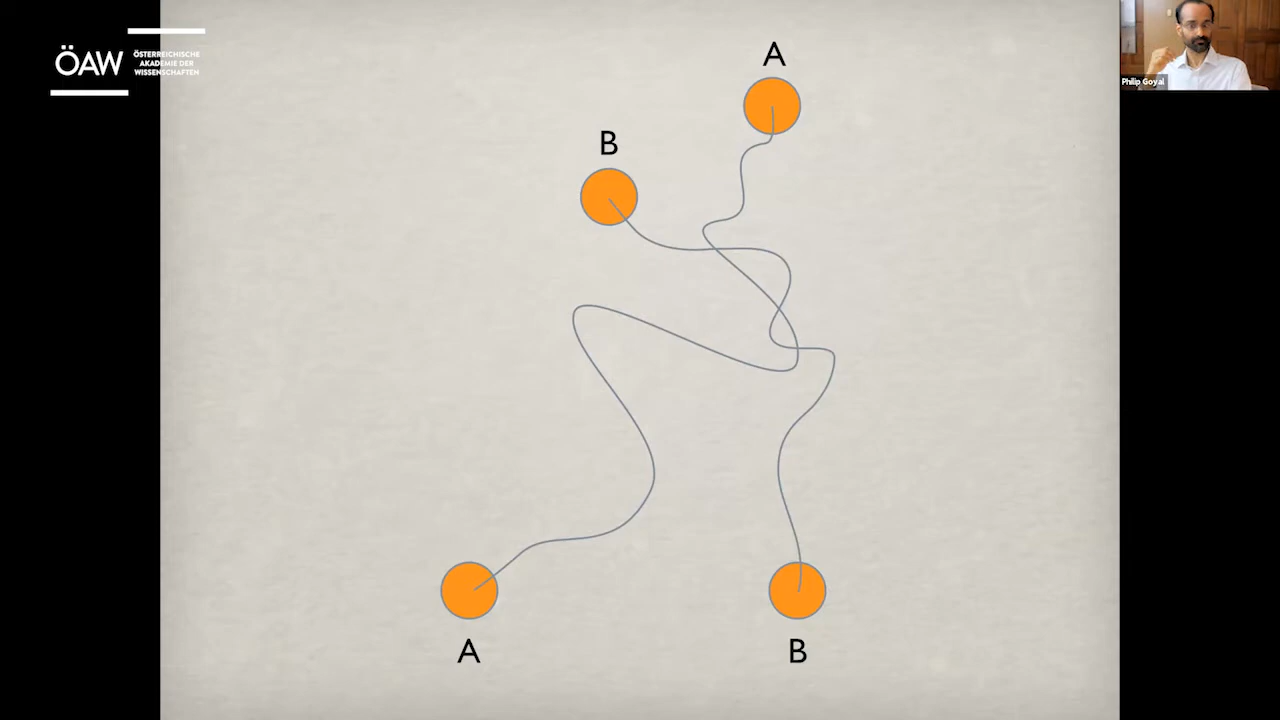 ÖAW
ÖSTERREICHISCHE
AKADEMIE DER
WISSENSCHAFTEN
A
B
A
B
Philip Goyal